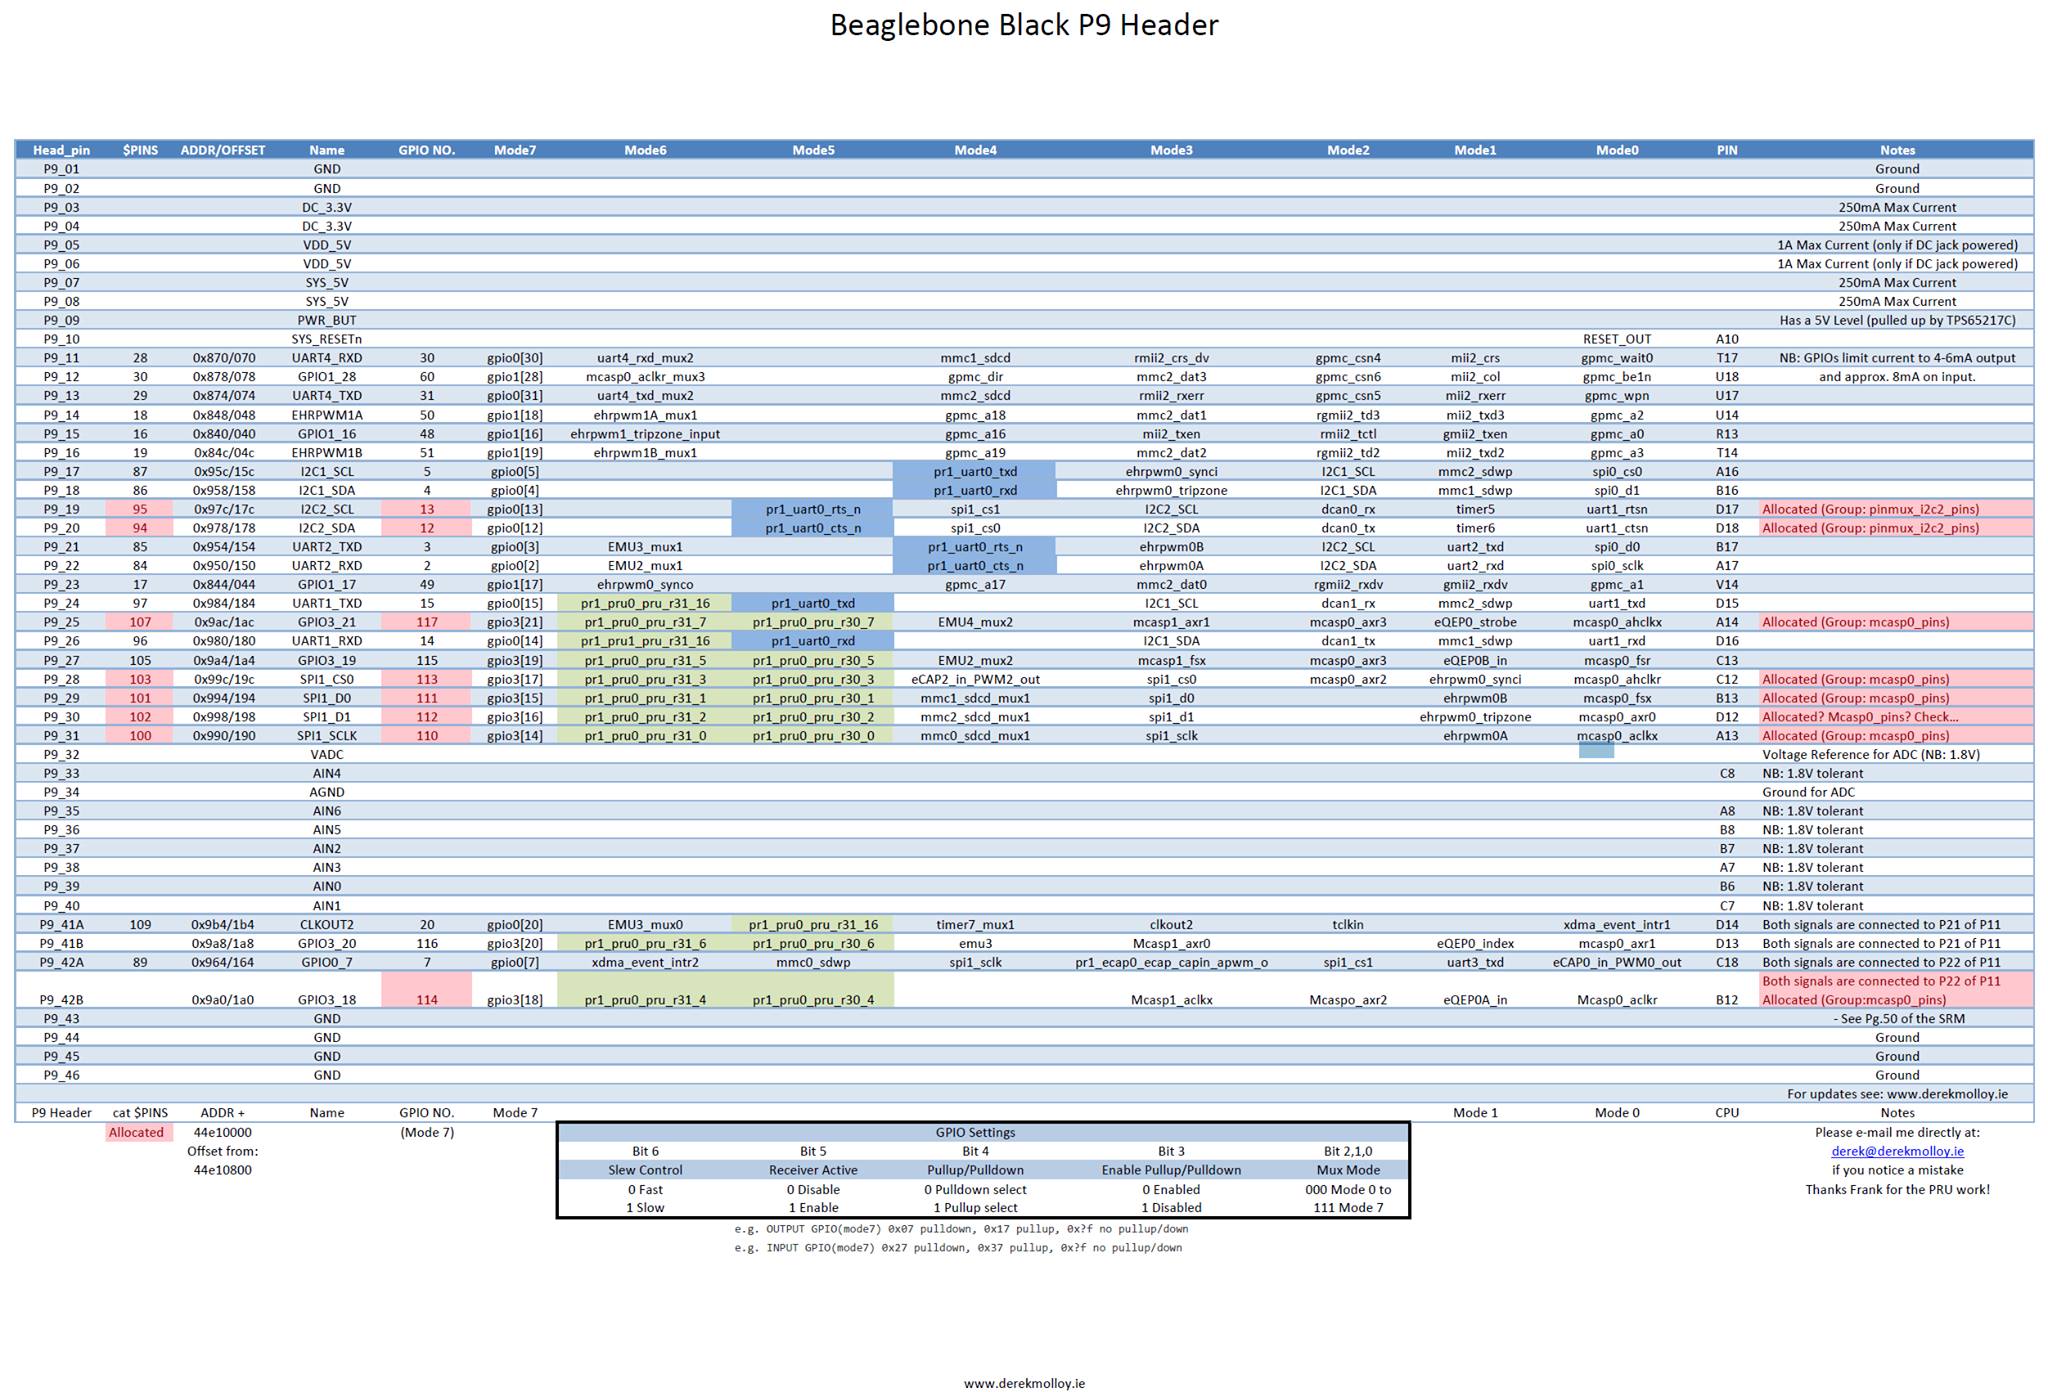 Beaglebone Black P9 Header
Head_pin $PINS ADDR/OFFSET Name GPIO NO. Mode7 Mode6 Mode5 Mode4 Mode3 Mode2 Mode1 Mode0 PIN Notes
P9_01 GND Ground
P9_02 GND Ground
P9_03 DC_3.3V 250mA Max Current
P9_04 DC_3.3V 250mA Max Current
P9_05 VDD_5V 1A Max Current (only if DC jack powered)
P9_06 VDD_5V 1A Max Current (only if DC jack powered)
P9_07 SYS_5V 250mA Max Current
P9_08 SYS_5V 250mA Max Current
P9_09 PWR_BUT Has a 5V Level (pulled up by TPS65217C)
P9_10 SYS_RESETn RESET_OUT A10
P9_11 28 0x870/070 UART4_RXD 30 gpio0[30] uart4_rxd_mux2 mmc1_sdcd rmii2_crs_dv gpmc_csn4 mii2_crs gpmc_wait0 T17 NB: GPIOs limit current to 4-6mA output
P9_12 30 0x878/078 GPIO1_28 60 gpio1[28] mcasp0_aclkr_mux3 gpmc_dir mmc2_dat3 gpmc_csn6 mii2_col gpmc_be1n U18 and approx. 8mA on input.
P9_13 29 0x874/074 UART4_TXD 31 gpio0[31] uart4_txd_mux2 mmc2_sdcd rmii2_rxerr gpmc_csn5 mii2_rxerr gpmc_wpn U17
P9_14 18 0x848/048 EHRPWM1A 50 gpio1[18] ehrpwm1A_mux1 gpmc_a18 mmc2_dat1 rgmii2_td3 mii2_txd3 gpmc_a2 U14
P9_15 16 0x840/040 GPIO1_16 48 gpio1[16] ehrpwm1_tripzone_input gpmc_a16 mii2_txen rmii2_tctl gmii2_txen gpmc_a0 R13
P9_16 19 0x84c/04c EHRPWM1B 51 gpio1[19] ehrpwm1B_mux1 gpmc_a19 mmc2_dat2 rgmii2_td2 mii2_txd2 gpmc_a3 T14
P9_17 87 0x95c/15c I2C1_SCL 5 gpio0[5] pr1_uart0_txd ehrpwm0_synci I2C1_SCL mmc2_sdwp spi0_cs0 A16
P9_18 86 0x958/158 I2C1_SDA 4 gpio0[4] pr1_uart0_rxd ehrpwm0_tripzone I2C1_SDA mmc1_sdwp spi0_d1 B16
P9_19 95 0x97c/17c I2C2_SCL 13 gpio0[13] pr1_uart0_rts_n spi1_cs1 I2C2_SCL dcan0_rx timer5 uart1_rtsn D17 Allocated (Group: pinmux_i2c2_pins)
P9_20 94 0x978/178 I2C2_SDA 12 gpio0[12] pr1_uart0_cts_n spi1_cs0 I2C2_SDA dcan0_tx timer6 uart1_ctsn D18 Allocated (Group: pinmux_i2c2_pins)
P9_21 85 0x954/154 UART2_TXD 3 gpio0[3] EMU3_mux1 pr1_uart0_rts_n ehrpwm0B I2C2_SCL uart2_txd spi0_d0 B17
P9_22 84 0x950/150 UART2_RXD 2 gpio0[2] EMU2_mux1 pr1_uart0_cts_n ehrpwm0A I2C2_SDA uart2_rxd spi0_sclk A17
P9_23 17 0x844/044 GPIO1_17 49 gpio1[17] ehrpwm0_synco gpmc_a17 mmc2_dat0 rgmii2_rxdv gmii2_rxdv gpmc_a1 V14
P9_24 97 0x984/184 UART1_TXD 15 gpio0[15] pr1_pru0_pru_r31_16 pr1_uart0_txd I2C1_SCL dcan1_rx mmc2_sdwp uart1_txd D15
P9_25 107 0x9ac/1ac GPIO3_21 117 gpio3[21] pr1_pru0_pru_r31_7 pr1_pru0_pru_r30_7 EMU4_mux2 mcasp1_axr1 mcasp0_axr3 eQEP0_strobe mcasp0_ahclkx A14 Allocated (Group: mcasp0_pins)
P9_26 96 0x980/180 UART1_RXD 14 gpio0[14] pr1_pru1_pru_r31_16 pr1_uart0_rxd I2C1_SDA dcan1_tx mmc1_sdwp uart1_rxd D16
P9_27 105 0x9a4/1a4 GPIO3_19 115 gpio3[19] pr1_pru0_pru_r31_5 pr1_pru0_pru_r30_5 EMU2_mux2 mcasp1_fsx mcasp0_axr3 eQEP0B_in mcasp0_fsr C13
P9_28 103 0x99c/19c SPI1_CS0 113 gpio3[17] pr1_pru0_pru_r31_3 pr1_pru0_pru_r30_3 eCAP2_in_PWM2_out spi1_cs0 mcasp0_axr2 ehrpwm0_synci mcasp0_ahclkr C12 Allocated (Group: mcasp0_pins)
P9_29 101 0x994/194 SPI1_D0 111 gpio3[15] pr1_pru0_pru_r31_1 pr1_pru0_pru_r30_1 mmc1_sdcd_mux1 spi1_d0 ehrpwm0B mcasp0_fsx B13 Allocated (Group: mcasp0_pins)
P9_30 102 0x998/198 SPI1_D1 112 gpio3[16] pr1_pru0_pru_r31_2 pr1_pru0_pru_r30_2 mmc2_sdcd_mux1 spi1_d1 ehrpwm0_tripzone mcasp0_axr0 D12 Allocated? Mcasp0_pins? Check...
P9_31 100 0x990/190 SPI1_SCLK 110 gpio3[14] pr1_pru0_pru_r31_0 pr1_pru0_pru_r30_0 mmc0_sdcd_mux1 spi1_sclk ehrpwm0A mcasp0_aclkx A13 Allocated (Group: mcasp0_pins)
P9_32 VADC Voltage Reference for ADC (NB: 1.8V)
P9_33 AIN4 C8 NB: 1.8V tolerant
P9_34 AGND Ground for ADC
P9_35 AIN6 A8 NB: 1.8V tolerant
P9_36 AIN5 B8 NB: 1.8V tolerant
P9_37 AIN2 B7 NB: 1.8V tolerant
P9_38 AIN3 A7 NB: 1.8V tolerant
P9_39 AIN0 B6 NB: 1.8V tolerant
P9_40 AIN1 C7 NB: 1.8V tolerant
P9_41A 109 0x9b4/1b4 CLKOUT2 20 gpio0[20] EMU3_mux0 pr1_pru0_pru_r31_16 timer7_mux1 clkout2 tclkin xdma_event_intr1 D14 Both signals are connected to P21 of P11
P9_41B 0x9a8/1a8 GPIO3_20 116 gpio3[20] pr1_pru0_pru_r31_6 pr1_pru0_pru_r30_6 emu3 Mcasp1_axr0 eQEP0_index mcasp0_axr1 D13 Both signals are connected to P21 of P11
P9_42A 89 0x964/164 GPIO0_7 7 gpio0[7] xdma_event_intr2 mmc0_sdwp spi1_sclk pr1_ecap0_ecap_capin_apwm_o spi1_cs1 uart3_txd eCAP0_in_PWM0_out C18 Both signals are connected to P22 of P11
Both signals are connected to P22 of P11
P9_42B 0x9a0/1a0 GPIO3_18 114 gpio3[18] pr1_pru0_pru_r31_4 pr1_pru0_pru_r30_4 Mcasp1_aclkx Mcaspo_axr2 eQEP0A_in Mcasp0_aclkr B12 Allocated (Group:mcasp0_pins)
P9_43 GND - See Pg.50 of the SRM
P9_44 GND Ground
P9_45 GND Ground
P9_46 GND Ground
For updates see: www.derekmolloy.ie
P9 Header cat $PINS ADDR + Name GPIO NO. Mode 7 Mode 1 Mode 0 CPU Notes
Allocated 44e10000 (Mode 7) GPIO Settings Please e-mail me directly at:
Offset from: Bit 6 Bit 5 Bit 4 Bit 3 Bit 2,1,0 derek@derekmolloy.ie
44e10800 Slew Control Receiver Active Pullup/Pulldown Enable Pullup/Pulldown Mux Mode if you notice a mistake
0 Fast 0 Disable 0 Pulldown select 0 Enabled 000 Mode 0 to Thanks Frank for the PRU work!
1 Slow 1 Enable 1 Pullup select 1 Disabled 111 Mode 7
e.g. OUTPUT GPIO(mode7) 0x07 pulldown, 0x17 pullup, 0x?f no pullup/down
e.g. INPUT GPIO(mode7) 0x27 pulldown, 0x37 pullup, 0x?f no pullup/down
www.derekmolloy.ie